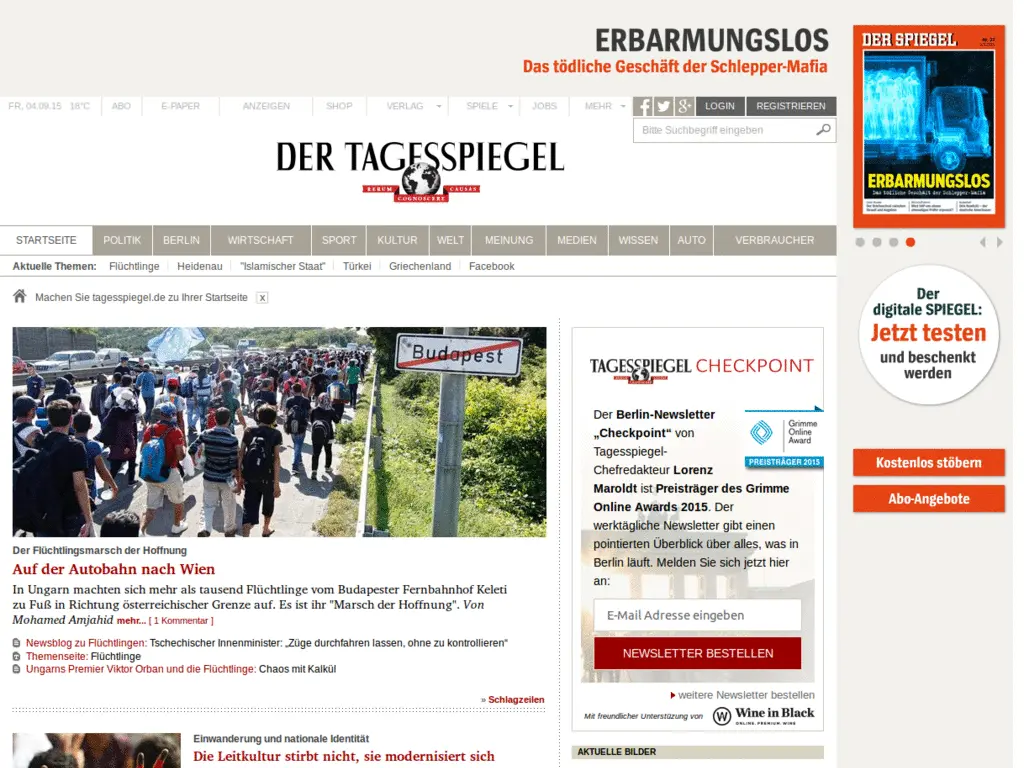 ERBARMUNGSLOS
Das tödliche Geschäft der Schlepper-Mafia
DER SPIEGEL
ERBARMUNGSLOS
Das tödliche Geschäft der Schlepper-Mafia
FR, 04.09.15 18°C ABO E-PAPER ANZEIGEN SHOP VERLAG SPIELE JOBS MEHR LOGIN REGISTRIEREN
Bitte Suchbegriff eingeben
DER TAGESSPIEGEL
RERUM CAUSAS
COGNOSCERE
STARTSEITE POLITIK BERLIN WIRTSCHAFT SPORT KULTUR WELT MEINUNG MEDIEN WISSEN AUTO VERBRAUCHER
Aktuelle Themen: Flüchtlinge Heidenau "Islamischer Staat" Türkei Griechenland Facebook
Machen Sie tagesspiegel.de zu Ihrer Startseite x
Der
digitale SPIEGEL:
Jetzt testen
und beschenkt
werden
Kostenlos stöbern
Abo-Angebote
Budapest
Der Flüchtlingsmarsch der Hoffnung
Auf der Autobahn nach Wien
In Ungarn machten sich mehr als tausend Flüchtlinge vom Budapester Fernbahnhof Keleti
zu Fuß in Richtung österreichischer Grenze auf. Es ist ihr "Marsch der Hoffnung". Von
Mohamed Amjahid mehr... [ 1 Kommentar ]
Newsblog zu Flüchtlingen: Tschechischer Innenminister: „Züge durchfahren lassen, ohne zu kontrollieren“
Themenseite: Flüchtlinge
Ungarns Premier Viktor Orban und die Flüchtlinge: Chaos mit Kalkül
» Schlagzeilen
Einwanderung und nationale Identität
Die Leitkultur stirbt nicht, sie modernisiert sich
TAGESSPIEGEL CHECKPOINT
Der Berlin-Newsletter
„Checkpoint“ von
Tagesspiegel-
Chefredakteur Lorenz
Maroldt ist Preisträger des Grimme
Online Awards 2015. Der
werktägliche Newsletter gibt einen
pointierten Überblick über alles, was in
Berlin läuft. Melden Sie sich jetzt hier
an:
Grimme
Online
Award
PREISTRÄGER 2015
E-Mail Adresse eingeben
NEWSLETTER BESTELLEN
weitere Newsletter bestellen
Mit freundlicher Unterstüzung von W Wine in Black
ONLINE. PREMIUM. WINE.
AKTUELLE BILDER